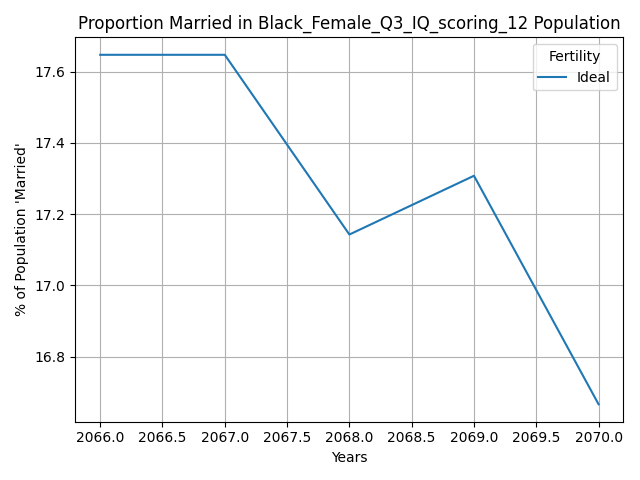 Proportion Married in Black_Female_Q3_IQ_scoring_12 Population
Fertility
Ideal
% of Population 'Married'
17.6
17.4
17.2
17.0
16.8
2066.0 2066.5 2067.0 2067.5 2068.0 2068.5 2069.0 2069.5 2070.0
Years